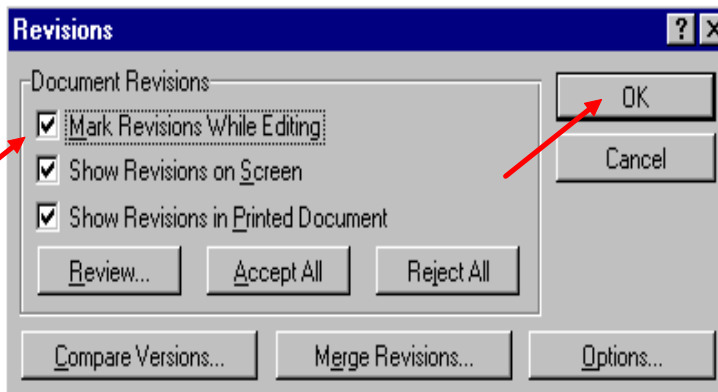 Revisions
Document Revisions
Mark Revisions While Editing
Show Revisions on Screen
Show Revisions in Printed Document
Review... Accept All Reject All
OK
Cancel
Compare Versions... Merge Revisions... Options...